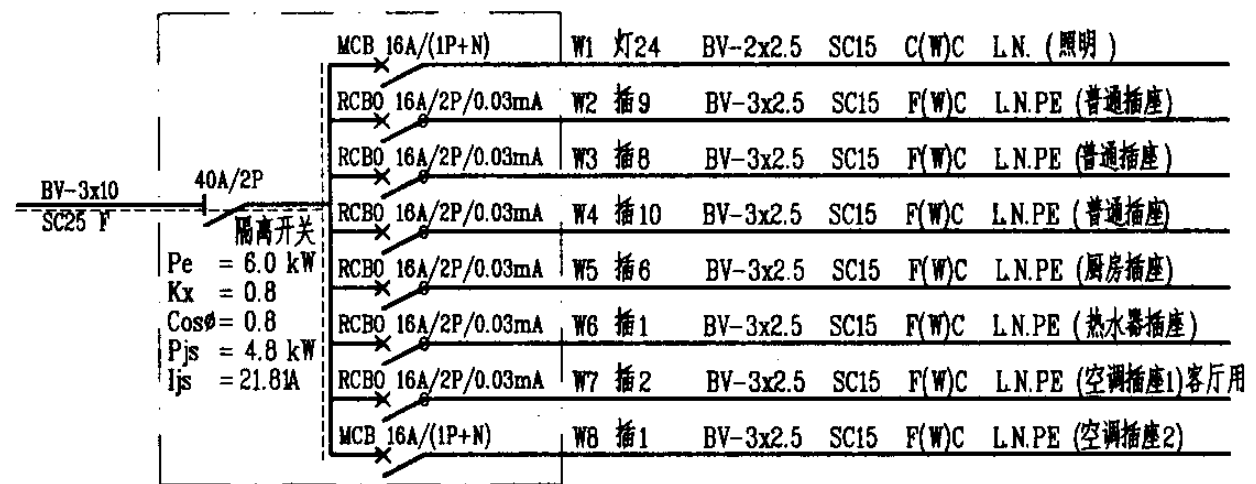 MCB 16A/(1P+N) W1 灯24 BV-2x2.5 SC15 C(W)C L.N. (照明)
RCBO 16A/2P/0.03mA W2 插9 BV-3x2.5 SC15 F(W)C L.N.PE (普通插座)
RCBO 16A/2P/0.03mA W3 插8 BV-3x2.5 SC15 F(W)C L.N.PE (普通插座)
BV-3x10
SC25 F
40A/2P
隔离开关
RCBO 16A/2P/0.03mA W4 插10 BV-3x2.5 SC15 F(W)C L.N.PE (普通插座)
RCBO 16A/2P/0.03mA W5 插6 BV-3x2.5 SC15 F(W)C L.N.PE (厨房插座)
RCBO 16A/2P/0.03mA W6 插1 BV-3x2.5 SC15 F(W)C L.N.PE (热水器插座)
RCBO 16A/2P/0.03mA W7 插2 BV-3x2.5 SC15 F(W)C L.N.PE (空调插座1)客厅用
MCB 16A/(1P+N) W8 插1 BV-3x2.5 SC15 F(W)C L.N.PE (空调插座2)
Pe = 6.0 kW
Kx = 0.8
Cosø= 0.8
Pjs = 4.8 kW
Ijs =21.81A